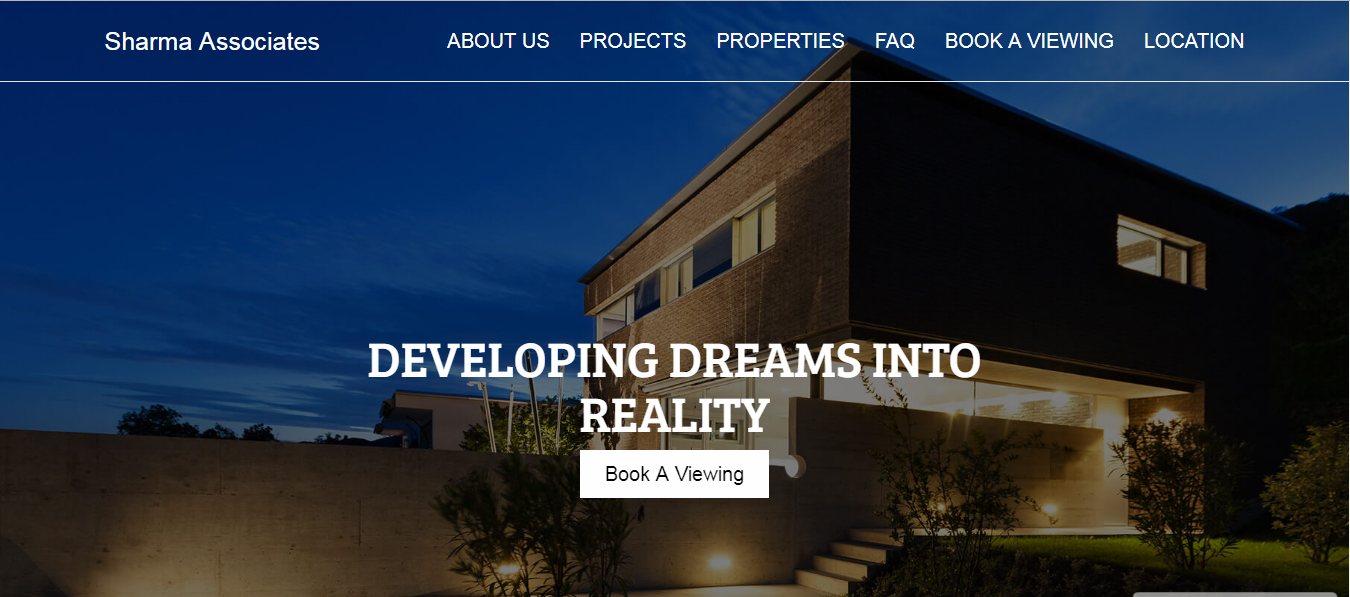 Sharma Associates
ABOUT US PROJECTS PROPERTIES FAQ BOOK A VIEWING LOCATION
DEVELOPING DREAMS INTO
REALITY
Book A Viewing